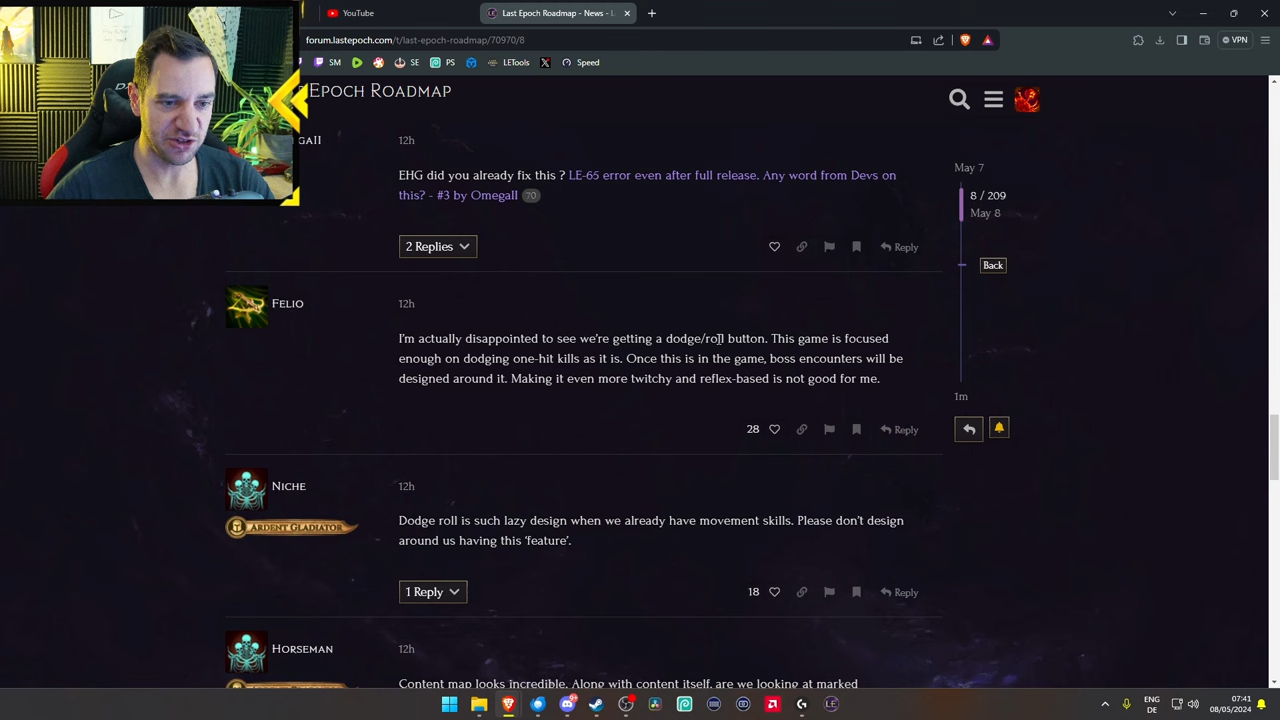 YouTube
Last Epoch Roadmap - News - L
forum.lastepoch.com/t/last-epoch-roadmap/70970/8
VPN
SM
Speed
Epoch Roadmap
May 7
8 / 209
May 8
Back
1m
12h
EHG did you already fix this ? LE-65 error even after full release. Any word from Devs on
this? - #3 by Omegall 70
2 Replies
Reply
Felio
12h
I'm actually disappointed to see we're getting a dodge/roll button. This game is focused
enough on dodging one-hit kills as it is. Once this is in the game, boss encounters will be
designed around it. Making it even more twitchy and reflex-based is not good for me.
28
Reply
Niche
12h
Ardent Gladiator
Dodge roll is such lazy design when we already have movement skills. Please don't design
around us having this 'feature'.
1 Reply
18
Reply
Horseman
12h
Content map looks incredible. Along with content, are you looking at marked
ENG
DE
07:41
08/05/2024